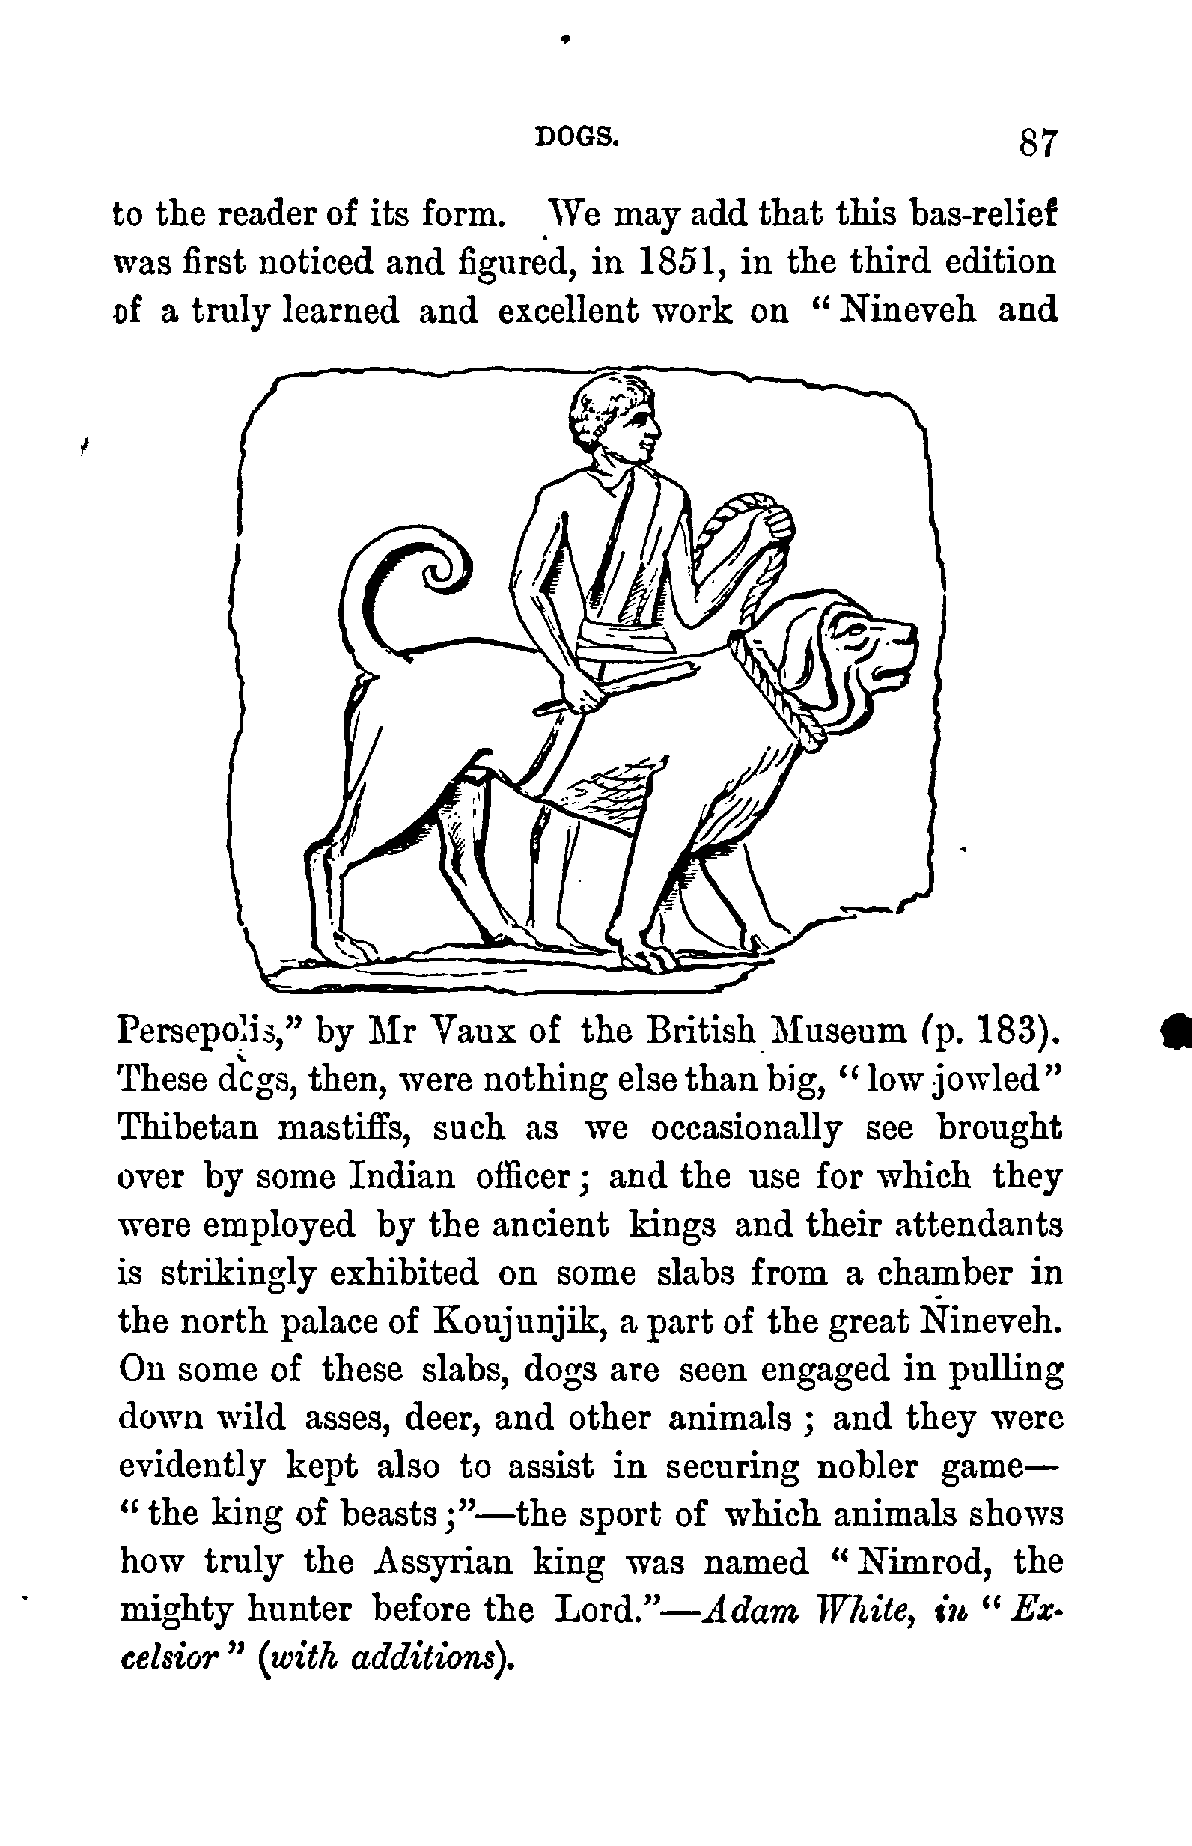 DOGS. 87
to the reader of its form. We may add that this bas-relief
was first noticed and figured, in 1851, in the third edition
of a truly learned and excellent work on “Nineveh and
Persepolis,” by Mr Vaux of the British Museum (p. 183).
These dogs, then, were nothing else than big, “low jowled”
Thibetan mastiffs, such as we occasionally see brought
over by some Indian officer; and the use for which they
were employed by the ancient kings and their attendants
is strikingly exhibited on some slabs from a chamber in
the north palace of Koujunjik, a part of the great Nineveh.
On some of these slabs, dogs are seen engaged in pulling
down wild asses, deer, and other animals; and they were
evidently kept also to assist in securing nobler game—
“the king of beasts;”—the sport of which animals shows
how truly the Assyrian king was named “Nimrod, the
mighty hunter before the Lord.”—Adam White, in “Ex-
celsior” (with additions).